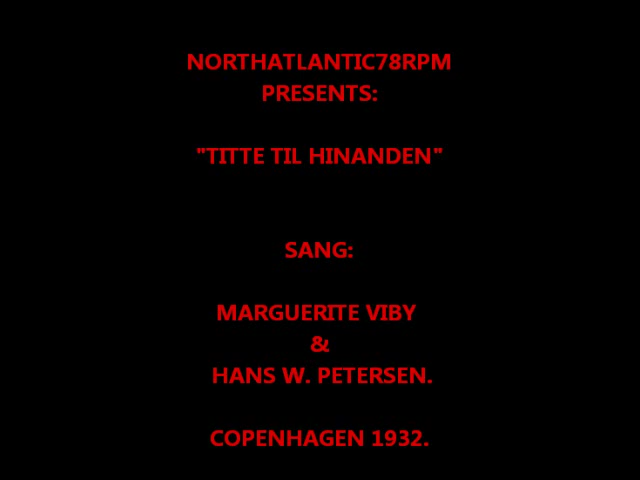 NORTHATLANTIC78RPM
PRESENTS:
"TITTE TIL HINANDEN"
SANG:
MARGUERITE VIBY
&
HANS W. PETERSEN.
COPENHAGEN 1932.